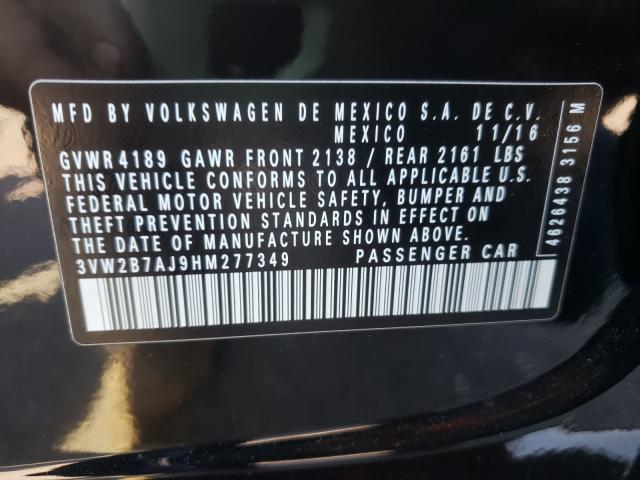 MFD BY VOLKSWAGEN DE MEXICO S.A. DE C.V.
MEXICO 11/16
GVWR 4189 GAWR FRONT 2138 / REAR 2161 LBS
THIS VEHICLE CONFORMS TO ALL APPLICABLE U.S.
FEDERAL MOTOR VEHICLE SAFETY, BUMPER AND
THEFT PREVENTION STANDARDS IN EFFECT ON
THE DATE OF MANUFACTURE SHOWN ABOVE.
3VW2B7AJ9HM277349 PASSENGER CAR
4626438 3156 M